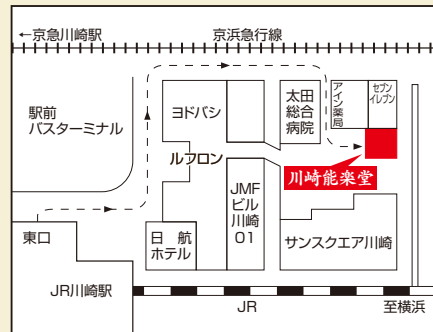 ←京急川崎駅
京浜急行線
駅前
バスターミナル
ヨドバシ
太田
総合
病院
アイン薬局
セブン
イレブン
ルアロン
川崎能楽堂
JMF
ビル
川崎
01
東口
日航
ホテル
サンスクエア川崎
JR川崎駅
JR
至横浜